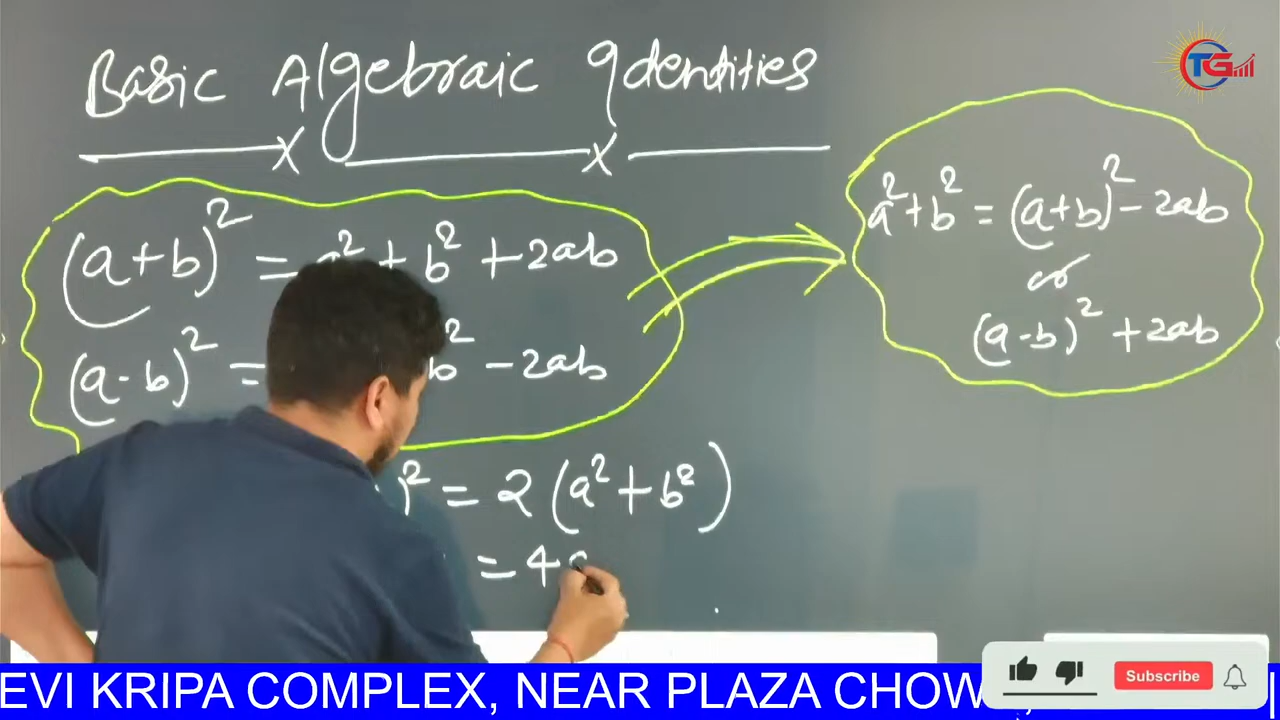 Basic Algebraic Identities
x x
(a+b)² = a² + b² + 2ab
(a-b)² = b² - 2ab
a² + b² = (a+b)² - 2ab
or
(a-b)² + 2ab
)² = 2(a² + b²)
= 4a
TG
EVI KRIPA COMPLEX, NEAR PLAZA CHOW
Subscribe